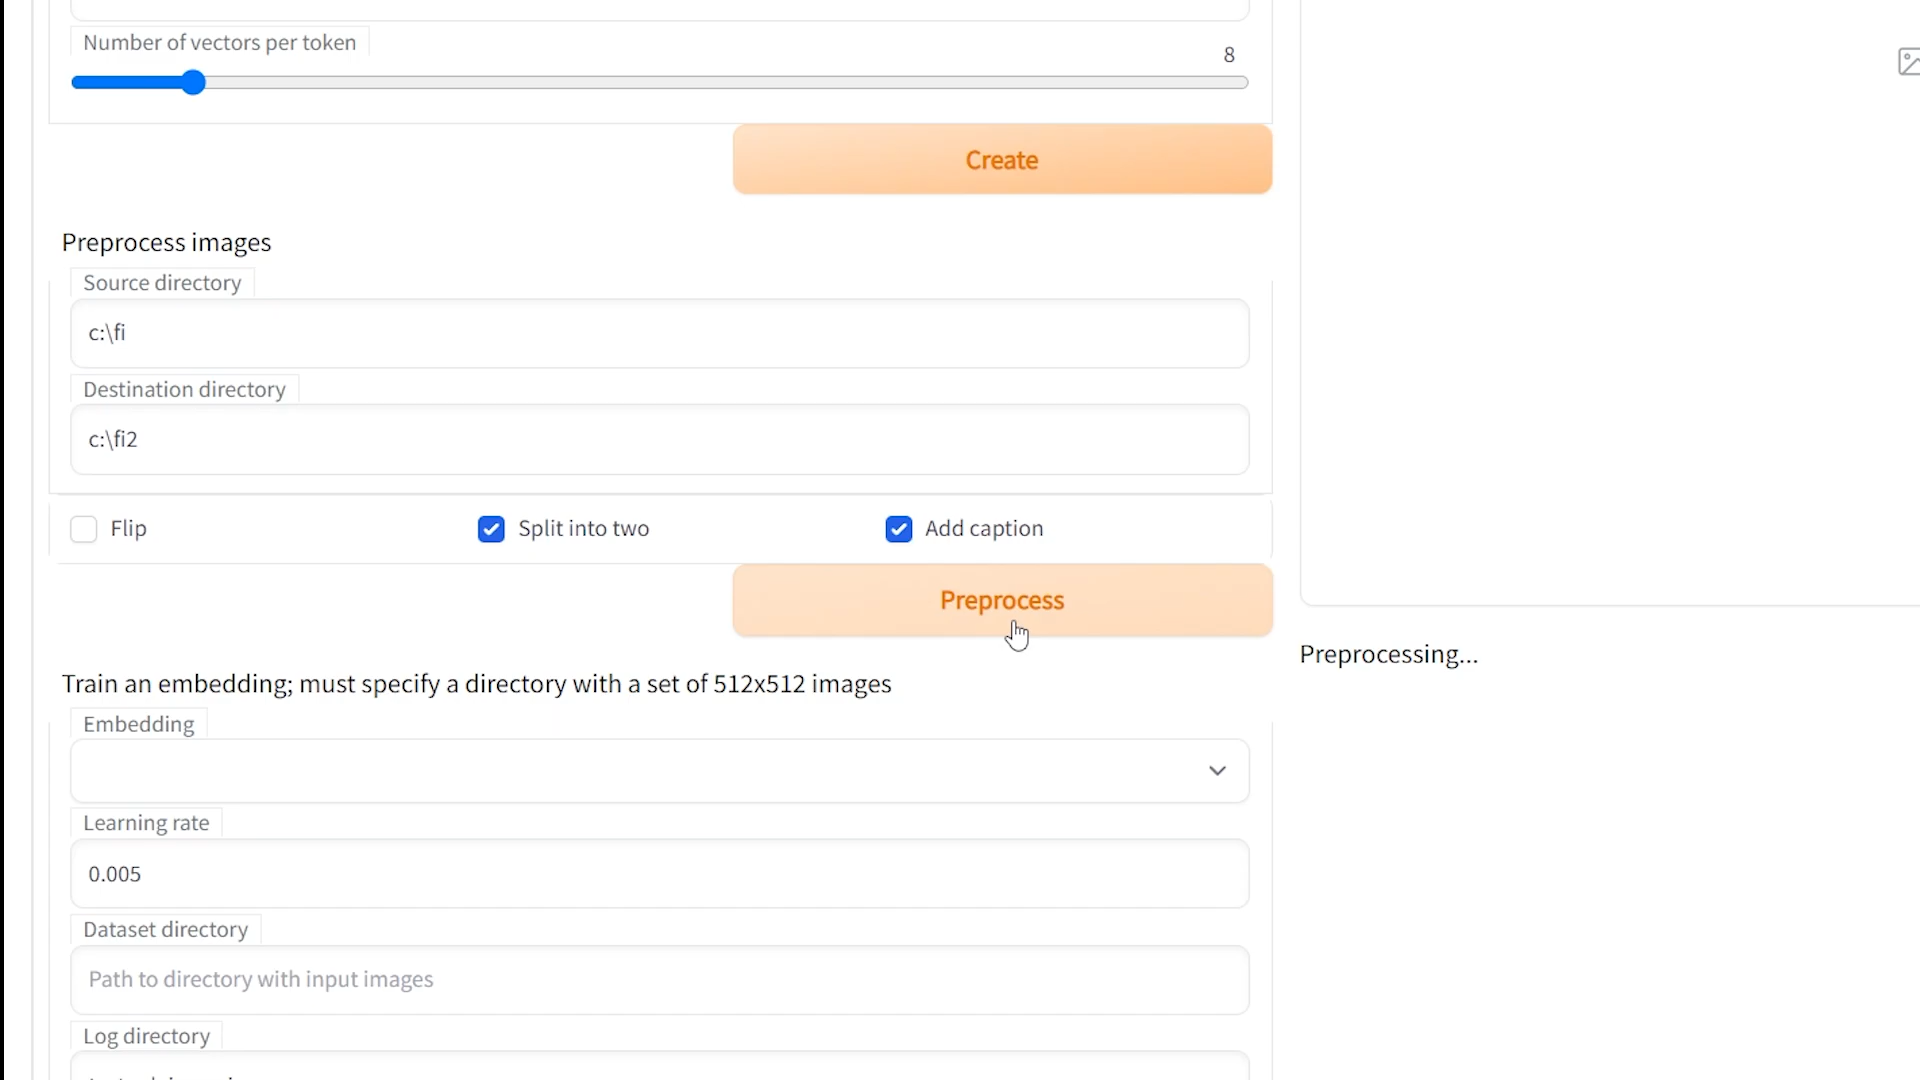 Number of vectors per token
8
Create
Preprocess images
Source directory
c:\fi
Destination directory
c:\fi2
Flip
Split into two
Add caption
Preprocess
Preprocessing...
Train an embedding; must specify a directory with a set of 512x512 images
Embedding
Learning rate
0.005
Dataset directory
Path to directory with input images
Log directory